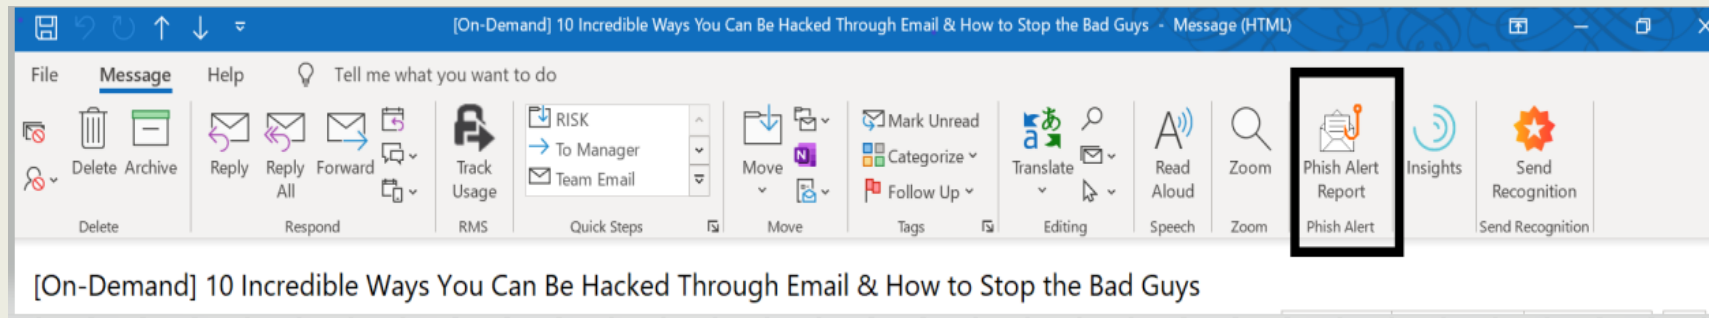 [On-Demand] 10 Incredible Ways You Can Be Hacked Through Email & How to Stop the Bad Guys - Message (HTML)
File Message Help Tell me what you want to do
Delete Archive
Reply Reply All Forward
Track Usage
RISK
To Manager
Team Email
Move
Mark Unread
Categorize
Follow Up
Translate
Read Aloud
Zoom
Phish Alert Report
Insights
Send Recognition
Delete Respond RMS Quick Steps Move Tags Editing Speech Zoom Phish Alert Send Recognition
[On-Demand] 10 Incredible Ways You Can Be Hacked Through Email & How to Stop the Bad Guys